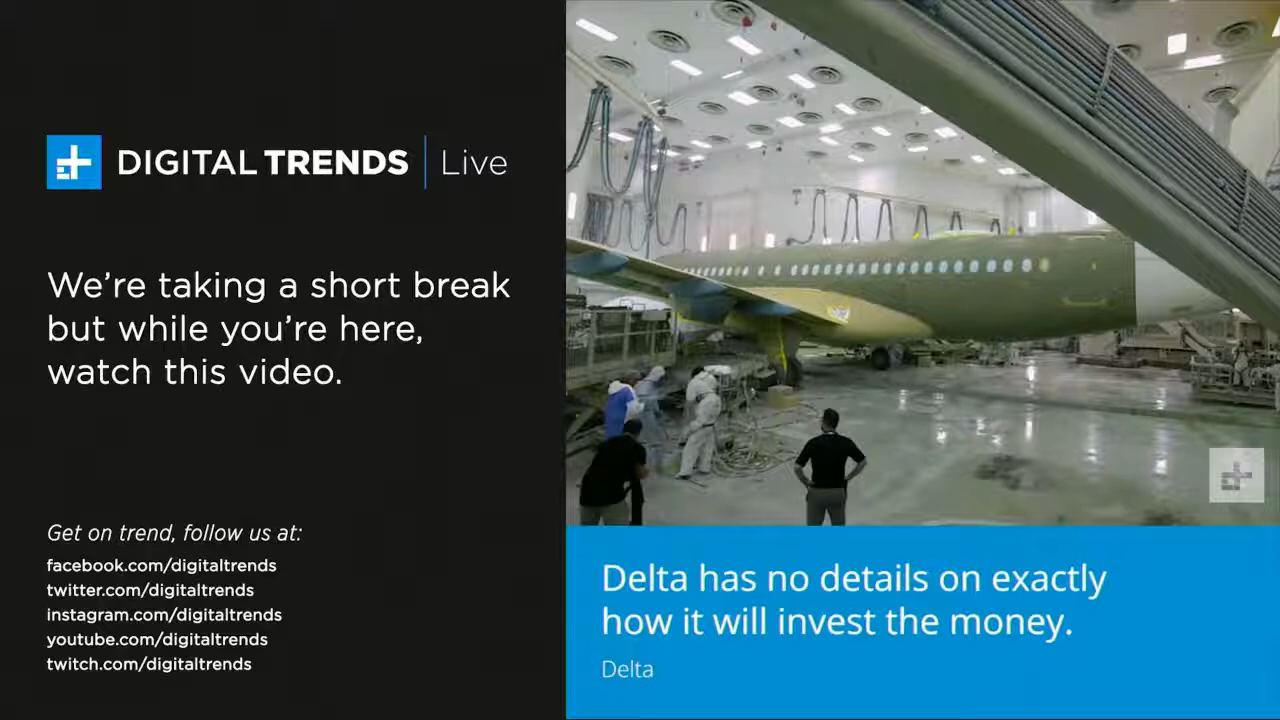 DIGITAL TRENDS | Live
We're taking a short break
but while you're here,
watch this video.
Get on trend, follow us at:
facebook.com/digitaltrends
twitter.com/digitaltrends
instagram.com/digitaltrends
youtube.com/digitaltrends
twitch.com/digitaltrends
Delta has no details on exactly
how it will invest the money.
Delta